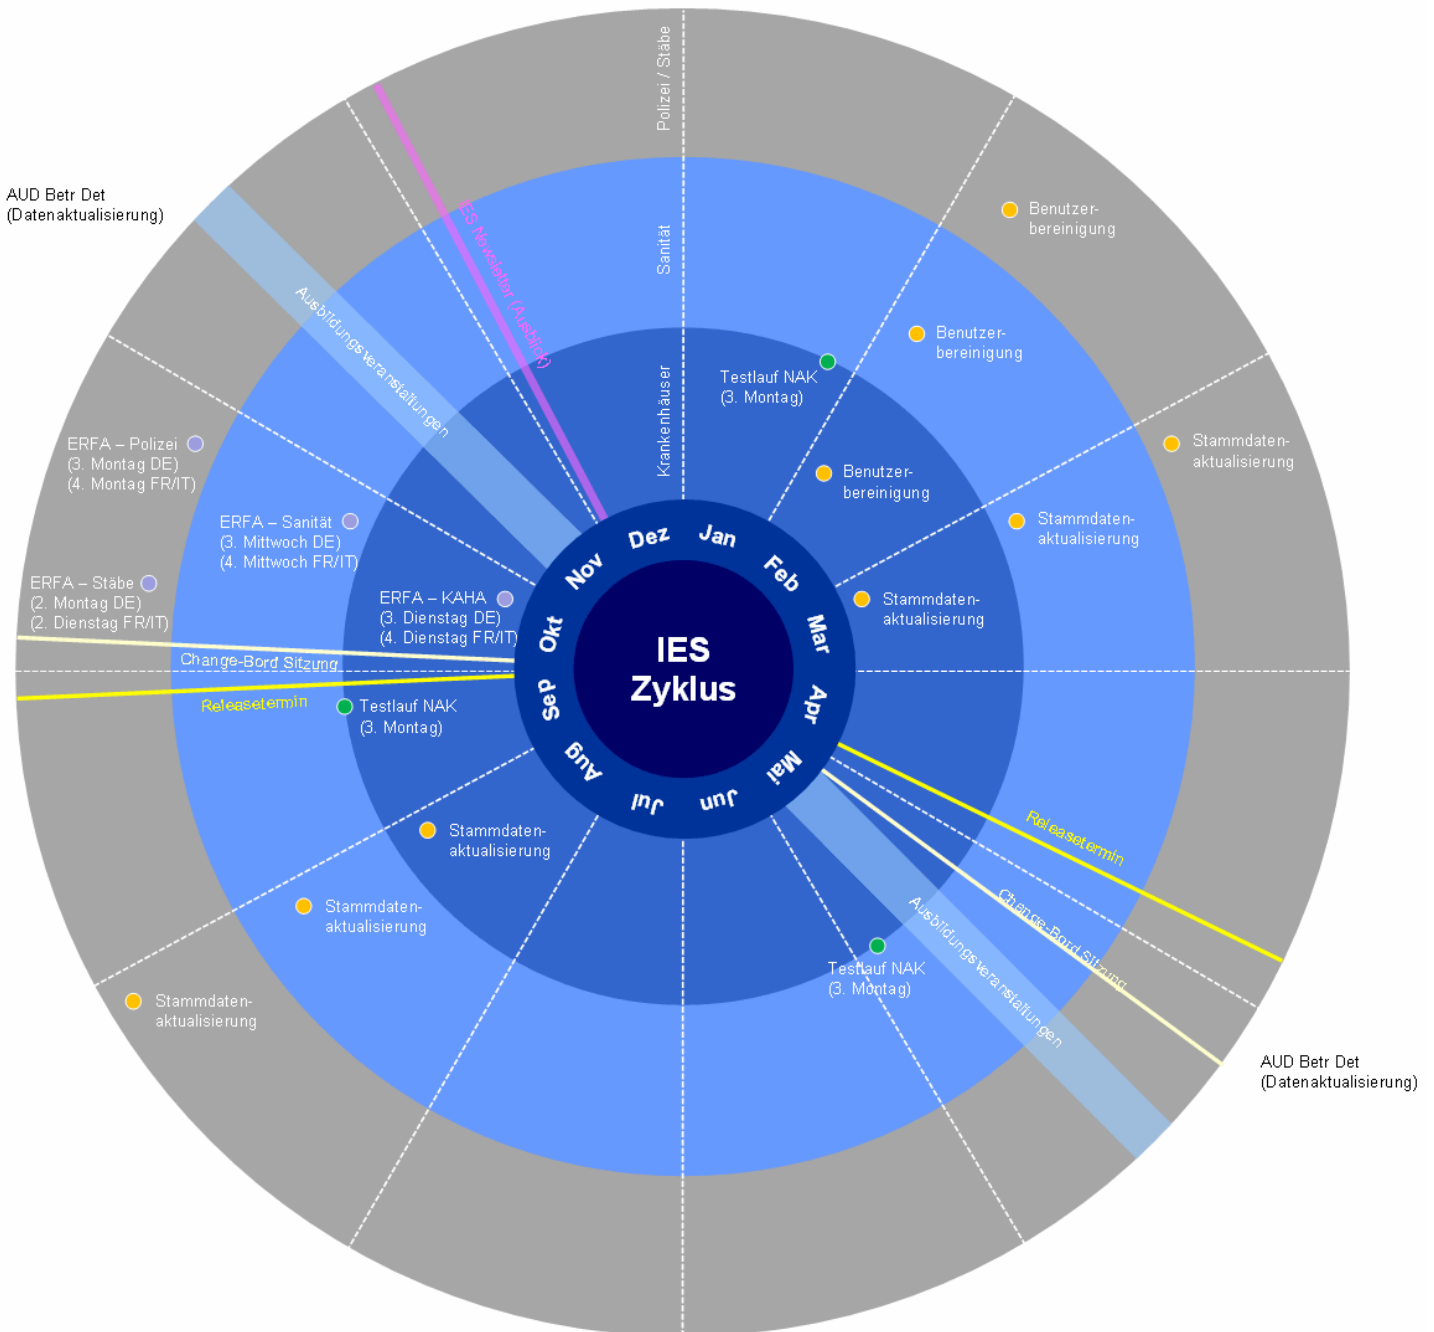 Polizei / Stäbe
Sanität
Krankenhäuser
AUD Betr Det
(Datenaktualisierung)
IES Newsletter (Ausblick)
Ausbildungsveranstaltungen
Benutzer-
bereinigung
Benutzer-
bereinigung
Testlauf NAK
(3. Montag)
Benutzer-
bereinigung
Stammdaten-
aktualisierung
Stammdaten-
aktualisierung
Stammdaten-
aktualisierung
ERFA – Polizei
(3. Montag DE)
(4. Montag FR/IT)
ERFA – Sanität
(3. Mittwoch DE)
(4. Mittwoch FR/IT)
ERFA – Stäbe
(2. Montag DE)
(2. Dienstag FR/IT)
ERFA – KAHA
(3. Dienstag DE)
(4. Dienstag FR/IT)
Change-Bord Sitzung
Releasetermin
Testlauf NAK
(3. Montag)
IES
Zyklus
Jan
Feb
Mar
Apr
Mai
Jun
Jul
Aug
Sep
Okt
Nov
Dez
Releasetermin
Change-Bord Sitzung
Ausbildungsveranstaltungen
Testlauf NAK
(3. Montag)
Stammdaten-
aktualisierung
Stammdaten-
aktualisierung
Stammdaten-
aktualisierung
AUD Betr Det
(Datenaktualisierung)